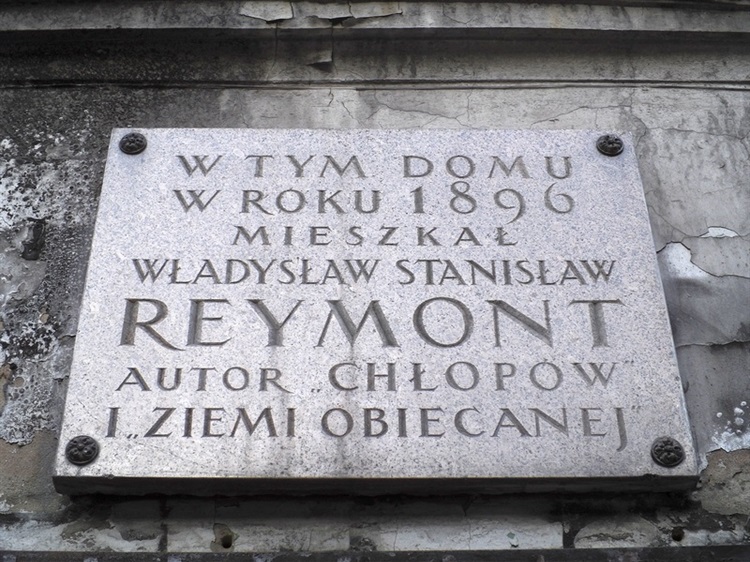 W TYM DOMU
W ROKU 1896
MIESZKAŁ
WŁADYSŁAW STANISŁAW
REYMONT
AUTOR „CHŁOPÓW”
I „ZIEMI OBIECANEJ”